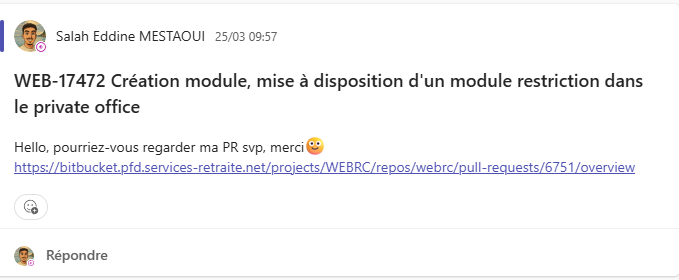 Salah Eddine MESTAOUI 25/03 09:57
WEB-17472 Création module, mise à disposition d'un module restriction dans
le private office
Hello, pourriez-vous regarder ma PR svp, merci
https://bitbucket.pfd.services-retraite.net/projects/WEBRC/repos/webrc/pull-requests/6751/overview
Répondre